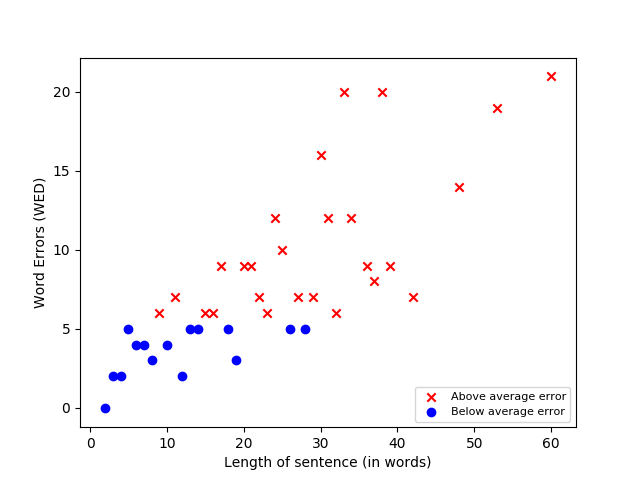 20
15
10
5
0
Word Errors (WED)
Above average error
Below average error
0 10 20 30 40 50 60
Length of sentence (in words)